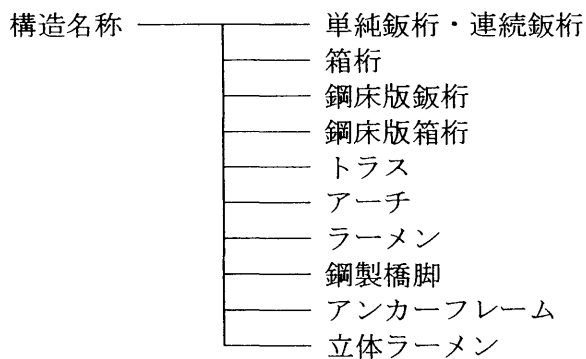 構造名称 単純鈑桁・連続鈑桁
箱桁
鋼床版鈑桁
鋼床版箱桁
トラス
アーチ
ラーメン
鋼製橋脚
アンカーフレーム
立体ラーメン